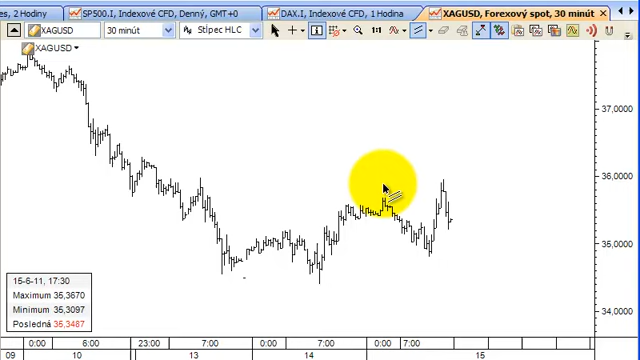 s, 2 hodiny
SP500.I, Indexové CFD, Denný, GMT+0
DAX.I, Indexové CFD, 1 Hodina
XAGUSD, Forexový spot, 30 minút
XAGUSD
30 minút
Stĺpec HLC
1:1
XAGUSD
37,0000
36,0000
35,0000
34,0000
15-6-11, 17:30
Maximum 35,3670
Minimum 35,3097
Posledná 35,3487
0:00 6:00 23:00 7:00 0:00 7:00 0:00 7:00
09 10 13 14 15